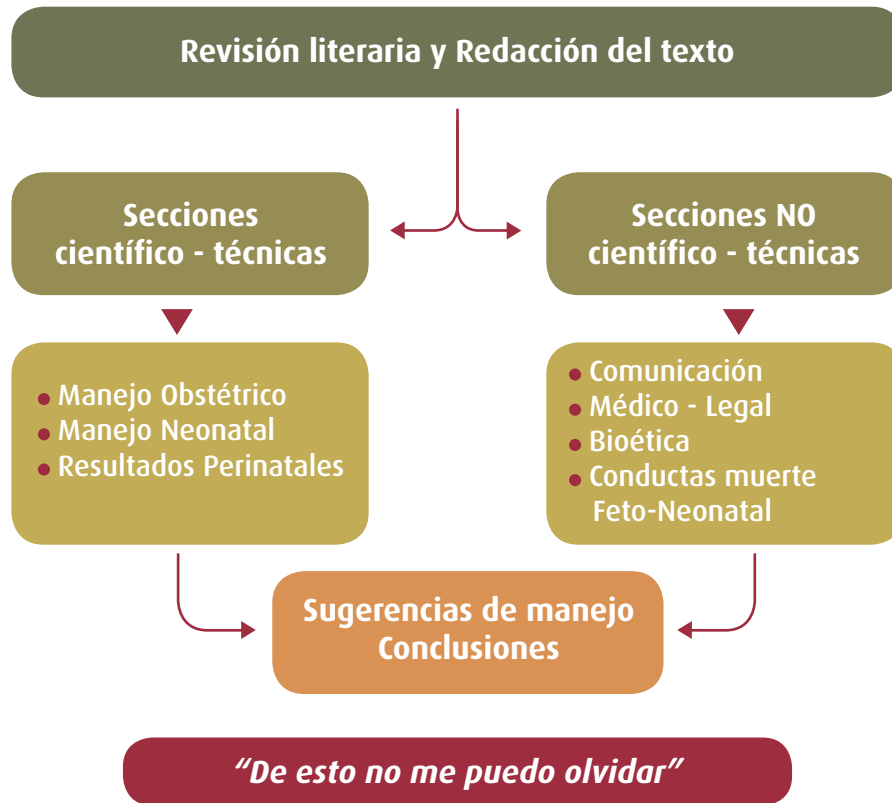 Revisión literaria y Redacción del texto
Secciones
científico - técnicas
Secciones NO
científico - técnicas
• Manejo Obstétrico
• Manejo Neonatal
• Resultados Perinatales
• Comunicación
• Médico - Legal
• Bioética
• Conductas muerte
Feto-Neonatal
Sugerencias de manejo
Conclusiones
“De esto no me puedo olvidar”